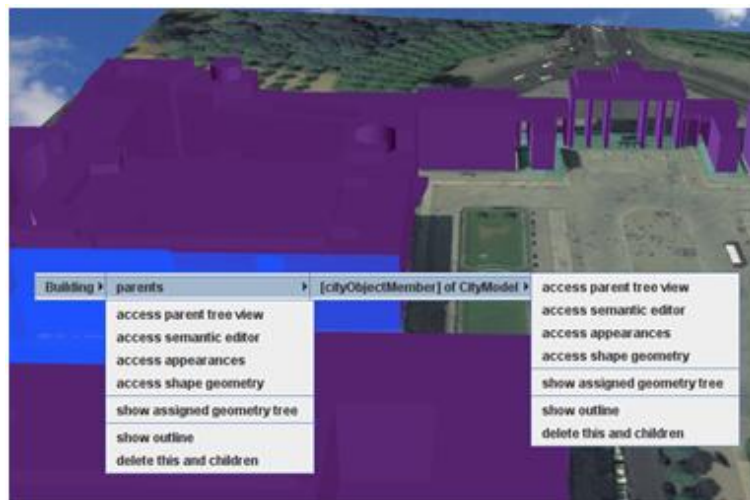 Building
parents
[cityObjectMember] of CityModel
access parent tree view
access semantic editor
access appearances
access shape geometry
show assigned geometry tree
show outline
delete this and children
access parent tree view
access semantic editor
access appearances
access shape geometry
show assigned geometry tree
show outline
delete this and children